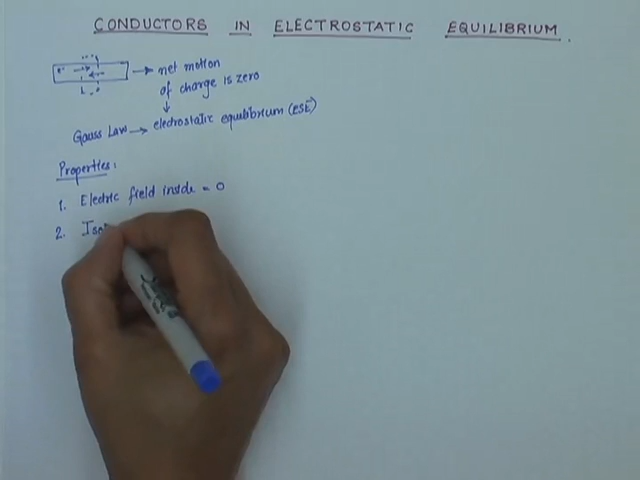 CONDUCTORS IN ELECTROSTATIC EQUILIBRIUM.
e⁻
net motion
of charge is zero
Gauss Law → electrostatic equilibrium (ESE)
Properties:
1. Electric field inside = 0
2.